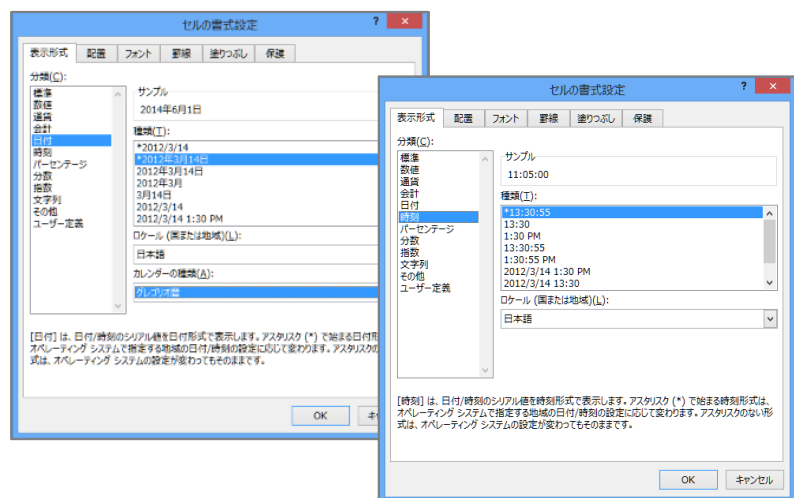 セルの書式設定
?
×
表示形式 配置 フォント 罫線 塗りつぶし 保護
分類(C):
標準
数値
通貨
会計
日付
時刻
パーセンテージ
分数
指数
文字列
その他
ユーザー定義
サンプル
2014年6月1日
種類(T):
*2012/3/14
*2012年3月14日
2012年3月14日
2012年3月
3月14日
2012/3/14
2012/3/14 1:30 PM
ロケール (国または地域)(L):
日本語
カレンダーの種類(A):
グレゴリオ暦
[日付] は、日付/時刻のシリアル値を日付形式で表示します。アスタリスク (*) で始まる日付形
オペレーティング システムで指定する地域の日付/時刻の設定に応じて変わります。アスタリスクの
式は、オペレーティング システムの設定が変わってもそのままです。
OK
セルの書式設定
?
×
表示形式 配置 フォント 罫線 塗りつぶし 保護
分類(C):
標準
数値
通貨
会計
日付
時刻
パーセンテージ
分数
指数
文字列
その他
ユーザー定義
サンプル
11:05:00
種類(T):
*13:30:55
13:30
1:30 PM
13:30:55
1:30:55 PM
2012/3/14 1:30 PM
2012/3/14 13:30
ロケール (国または地域)(L):
日本語
[時刻] は、日付/時刻のシリアル値を時刻形式で表示します。アスタリスク (*) で始まる時刻形式は、
オペレーティング システムで指定する地域の日付/時刻の設定に応じて変わります。アスタリスクのない形
式は、オペレーティング システムの設定が変わってもそのままです。
OK
キャンセル